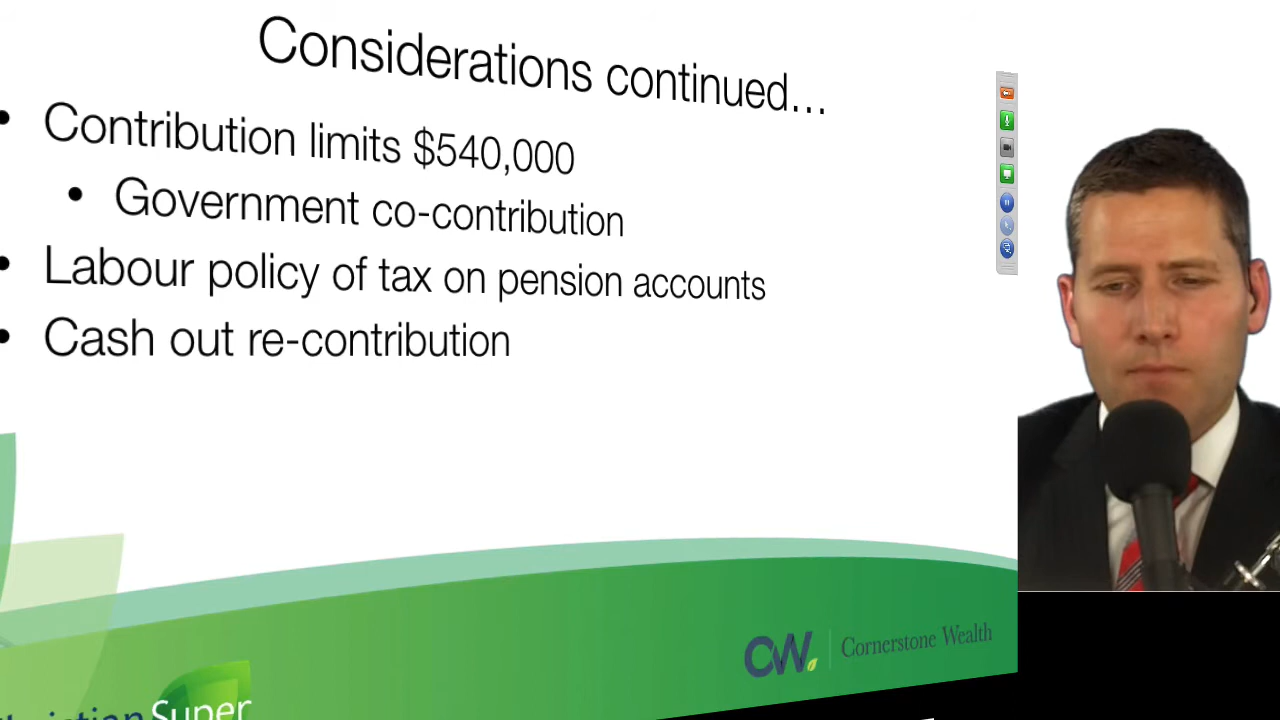 Considerations continued...
• Contribution limits $540,000
• Government co-contribution
• Labour policy of tax on pension accounts
• Cash out re-contribution
CW. Cornerstone Wealth
Super